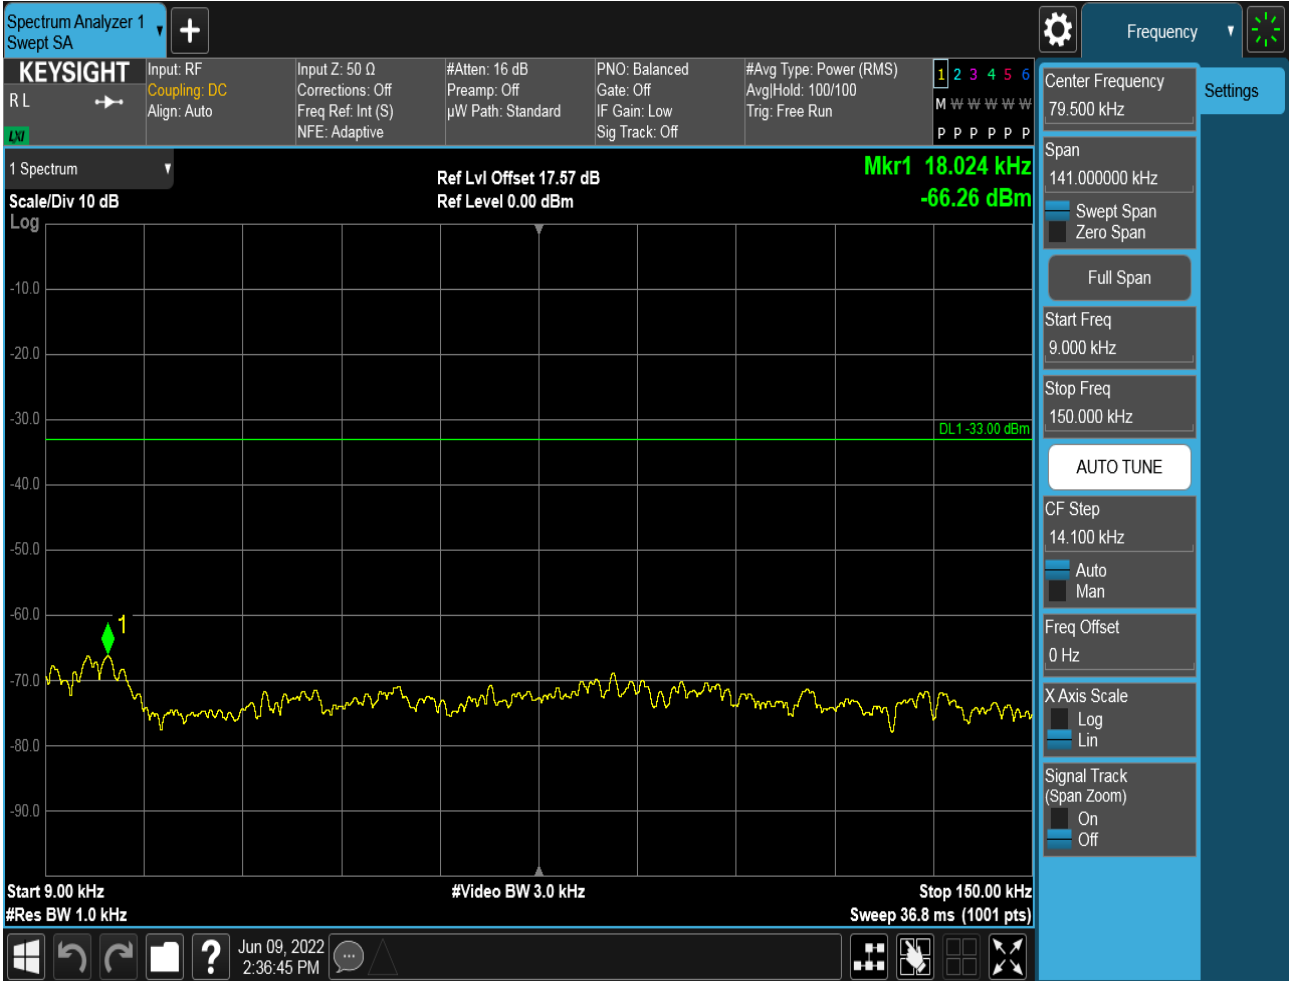 Spectrum Analyzer 1
Swept SA
Frequency
KEYSIGHT
R L
LXI
Input: RF
Coupling: DC
Align: Auto
Input Z: 50 Ω
Corrections: Off
Freq Ref: Int (S)
NFE: Adaptive
#Atten: 16 dB
Preamp: Off
µW Path: Standard
PNO: Balanced
Gate: Off
IF Gain: Low
Sig Track: Off
#Avg Type: Power (RMS)
Avg|Hold: 100/100
Trig: Free Run
1 2 3 4 5 6
M W W W W W
P P P P P P
1 Spectrum
Scale/Div 10 dB
Log
Ref Lvl Offset 17.57 dB
Ref Level 0.00 dBm
Mkr1 18.024 kHz
-66.26 dBm
-10.0
-20.0
-30.0
DL1 -33.00 dBm
-40.0
-50.0
-60.0
1
-70.0
-80.0
-90.0
Start 9.00 kHz
#Res BW 1.0 kHz
#Video BW 3.0 kHz
Stop 150.00 kHz
Sweep 36.8 ms (1001 pts)
Jun 09, 2022
2:36:45 PM
Center Frequency
79.500 kHz
Span
141.000000 kHz
Swept Span
Zero Span
Full Span
Start Freq
9.000 kHz
Stop Freq
150.000 kHz
AUTO TUNE
CF Step
14.100 kHz
Auto
Man
Freq Offset
0 Hz
X Axis Scale
Log
Lin
Signal Track
(Span Zoom)
On
Off
Settings